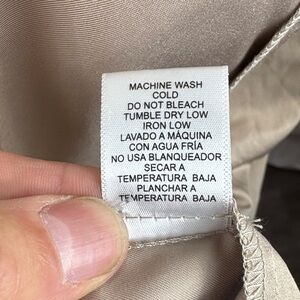 MACHINE WASH
COLD
DO NOT BLEACH
TUMBLE DRY LOW
IRON LOW
LAVADO A MÁQUINA
CON AGUA FRÍA
NO USA BLANQUEADOR
SECAR A
TEMPERATURA BAJA
PLANCHAR A
TEMPERATURA BAJA